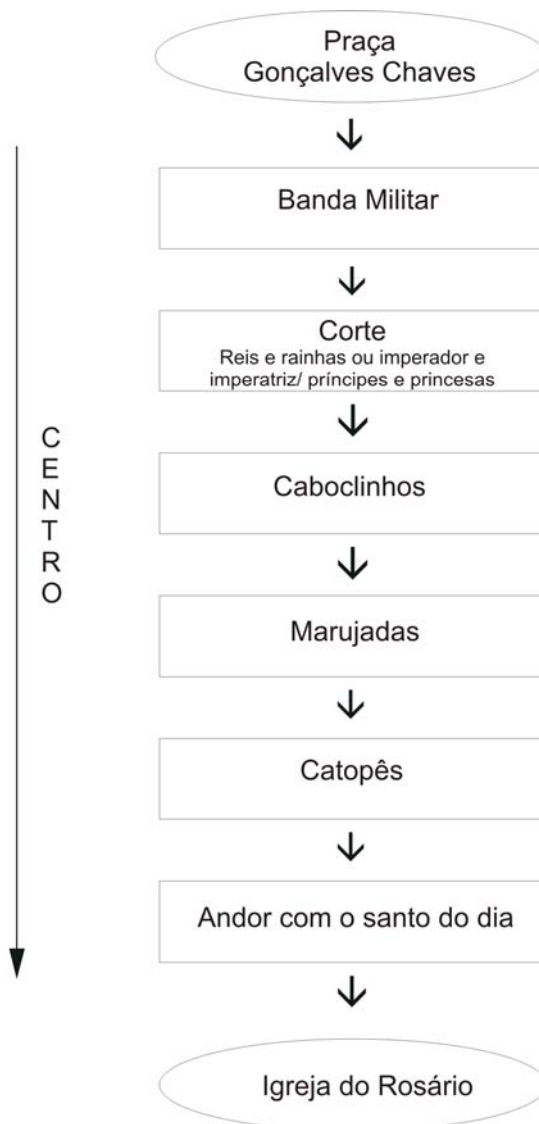 Praça
Gonçalves Chaves
Banda Militar
Corte
Reis e rainhas ou imperador e
imperatriz/ príncipes e princesas
CENTRO
Caboclinhos
Marujadas
Catopês
Andor com o santo do dia
Igreja do Rosário